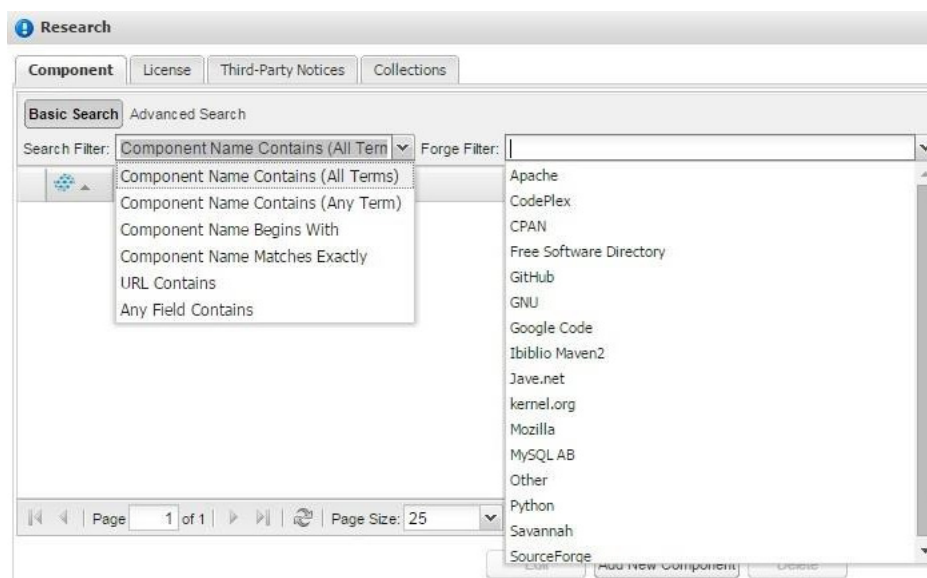 Research
Component License Third-Party Notices Collections
Basic Search Advanced Search
Search Filter: Component Name Contains (All Tern Forge Filter:
Component Name Contains (All Terms)
Component Name Contains (Any Term)
Component Name Begins With
Component Name Matches Exactly
URL Contains
Any Field Contains
Apache
CodePlex
CPAN
Free Software Directory
GitHub
GNU
Google Code
Ibiblio Maven2
Jave.net
kernel.org
Mozilla
MySQL AB
Other
Python
Savannah
SourceForge
Page 1 of 1 Page Size: 25
Edit Add New Component Delete